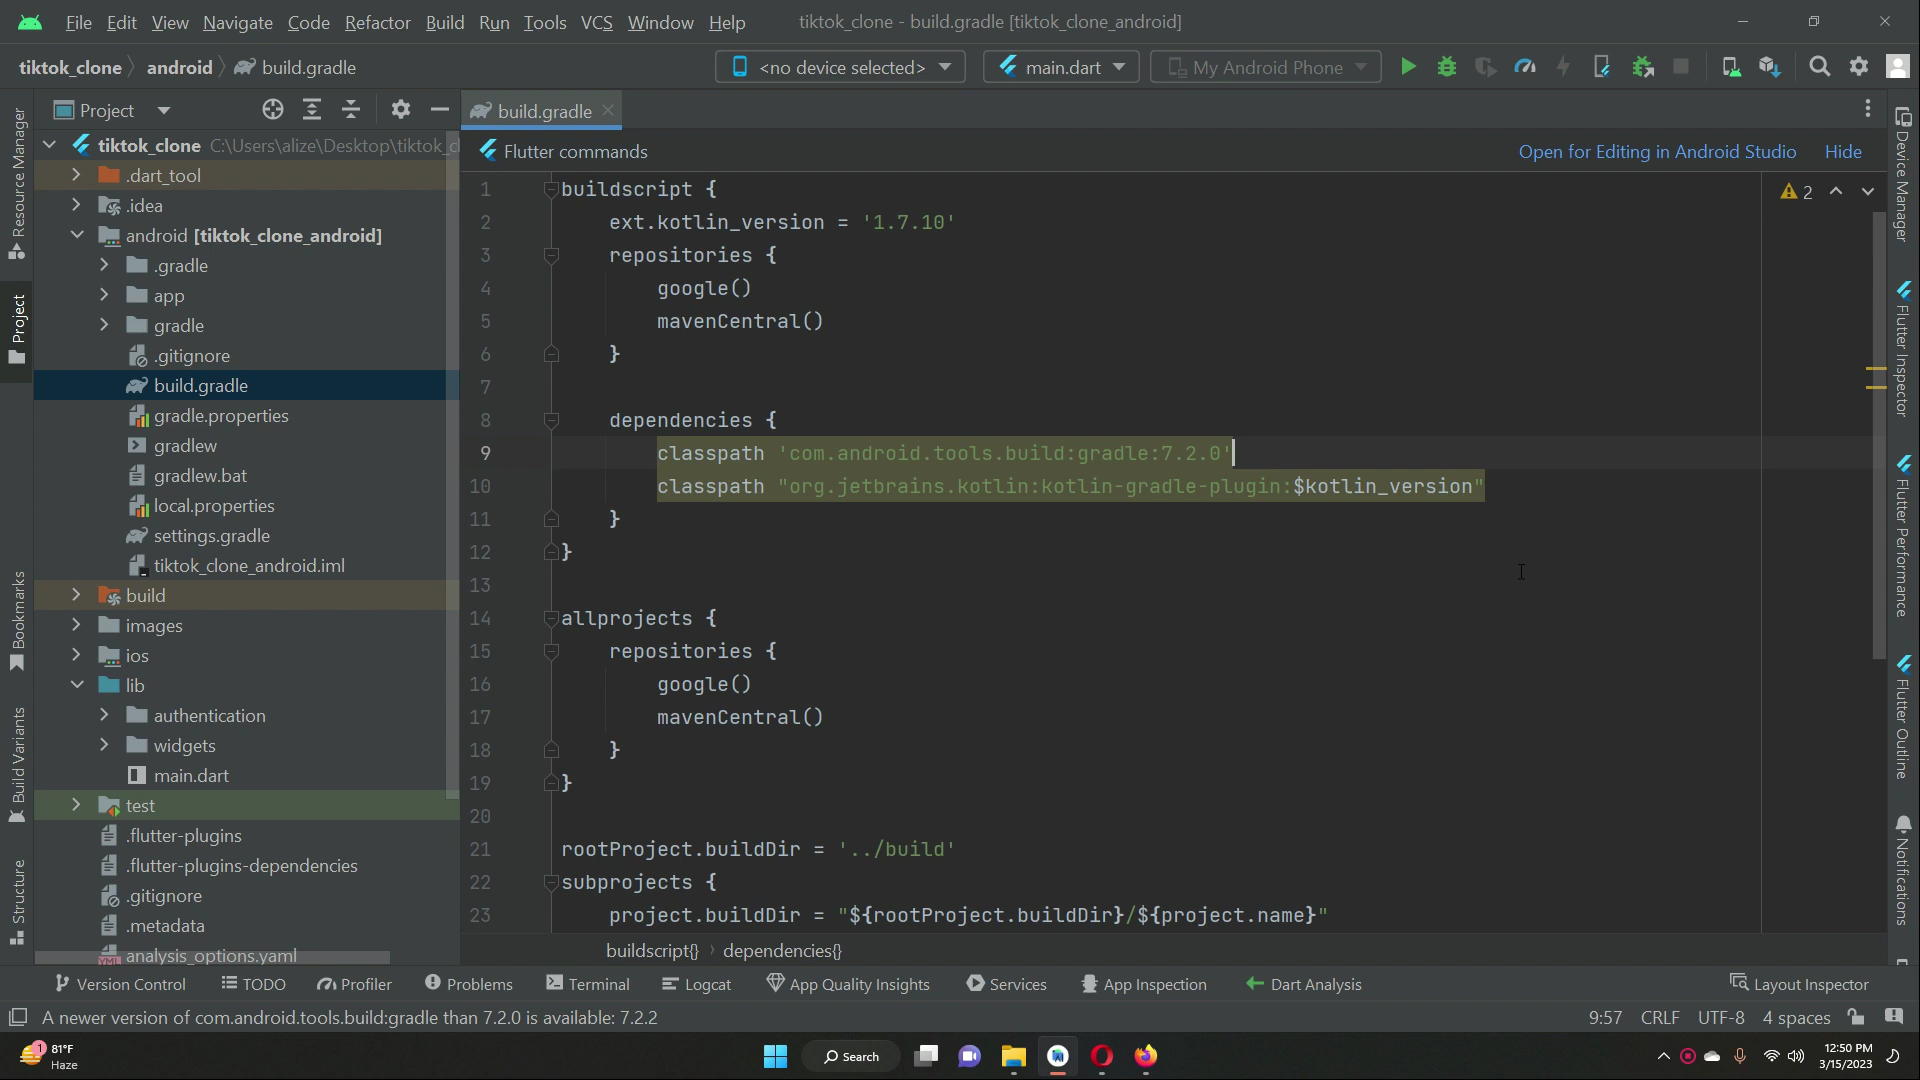 File Edit View Navigate Code Refactor Build Run Tools VCS Window Help tiktok_clone - build.gradle [tiktok_clone_android]
tiktok_clone android build.gradle <no device selected> main.dart My Android Phone
Project build.gradle
Flutter commands Open for Editing in Android Studio Hide
tiktok_clone C:\Users\alize\Desktop\tiktok_cl
.dart_tool
.idea
android [tiktok_clone_android]
.gradle
app
gradle
.gitignore
build.gradle
gradle.properties
gradlew
gradlew.bat
local.properties
settings.gradle
tiktok_clone_android.iml
build
images
ios
lib
authentication
widgets
main.dart
test
.flutter-plugins
.flutter-plugins-dependencies
.gitignore
.metadata
analysis_options.yaml
1 buildscript {
2 ext.kotlin_version = '1.7.10'
3 repositories {
4 google()
5 mavenCentral()
6 }
7
8 dependencies {
9 classpath 'com.android.tools.build:gradle:7.2.0'
10 classpath "org.jetbrains.kotlin:kotlin-gradle-plugin:$kotlin_version"
11 }
12 }
13
14 allprojects {
15 repositories {
16 google()
17 mavenCentral()
18 }
19 }
20
21 rootProject.buildDir = '../build'
22 subprojects {
23 project.buildDir = "${rootProject.buildDir}/${project.name}"
2
buildscript{} dependencies{}
Resource Manager
Project
Bookmarks
Build Variants
Structure
Device Manager
Flutter Inspector
Flutter Performance
Flutter Outline
Notifications
Version Control TODO Profiler Problems Terminal Logcat App Quality Insights Services App Inspection Dart Analysis Layout Inspector
A newer version of com.android.tools.build:gradle than 7.2.0 is available: 7.2.2 9:57 CRLF UTF-8 4 spaces
1 81°F
Haze
Search
12:50 PM
3/15/2023